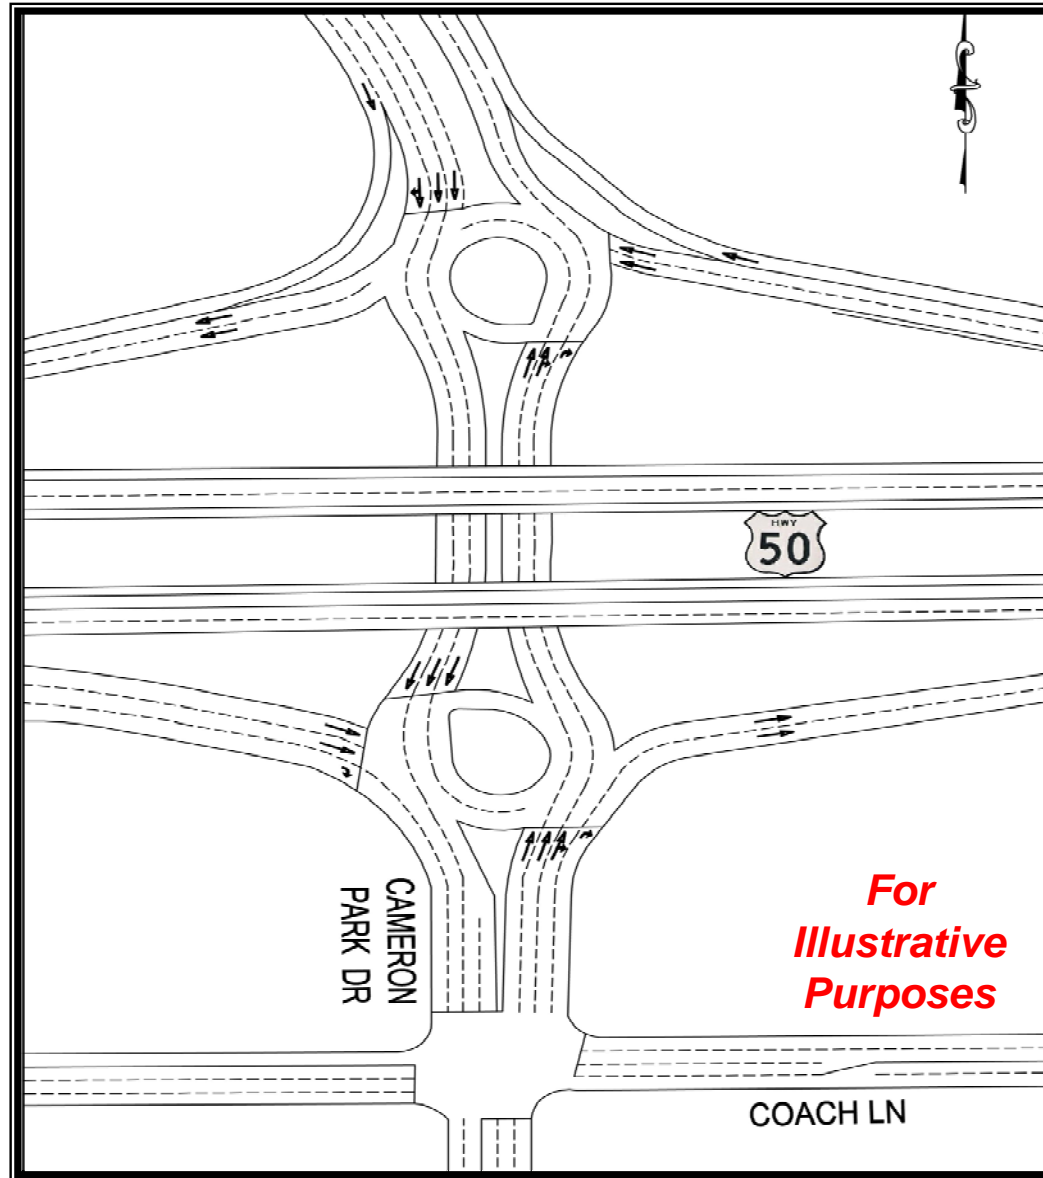 HWY
50
CAMERON
PARK DR
For
Illustrative
Purposes
COACH LN